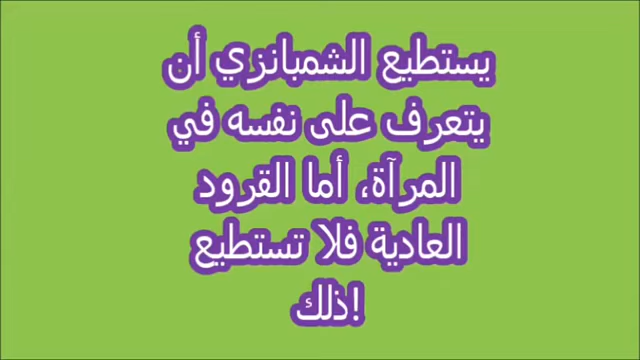 يستطيع الشمبانزي أن
يتعرف على نفسه في
المرآة، أما القرود
العادية فلا تستطيع
ذلك!